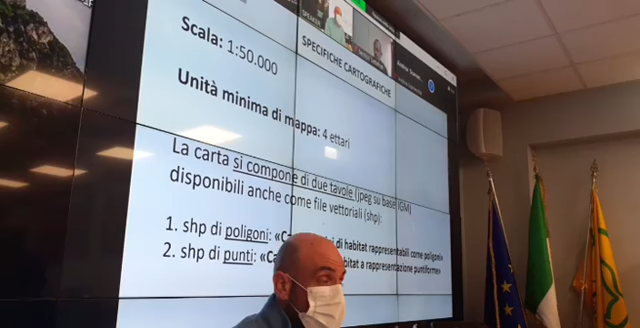 SPECIFICHE CARTOGRAFICHE
Scala: 1:50.000
Unità minima di mappa: 4 ettari
La carta si compone di due tavole (jpeg su base IGM)
disponibili anche come file vettoriali (shp):
1. shp di poligoni: «Ca di habitat rappresentabili come poligoni»
2. shp di punti: «Ca a rappresentazione puntiforme»